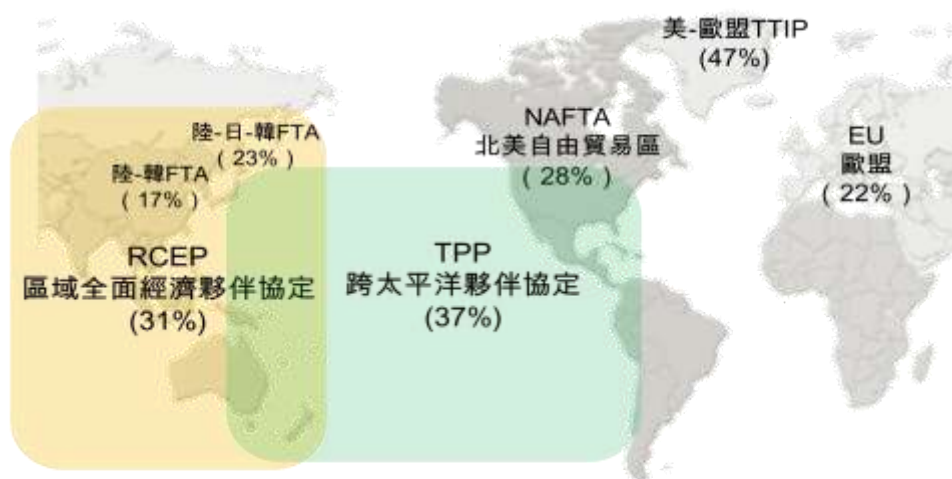 美-歐盟TTIP
(47%)
NAFTA
北美自由貿易區
( 28% )
EU
歐盟
( 22% )
陸-日-韓FTA
( 23% )
陸-韓FTA
( 17% )
RCEP
區域全面經濟夥伴協定
(31%)
TPP
跨太平洋夥伴協定
(37%)